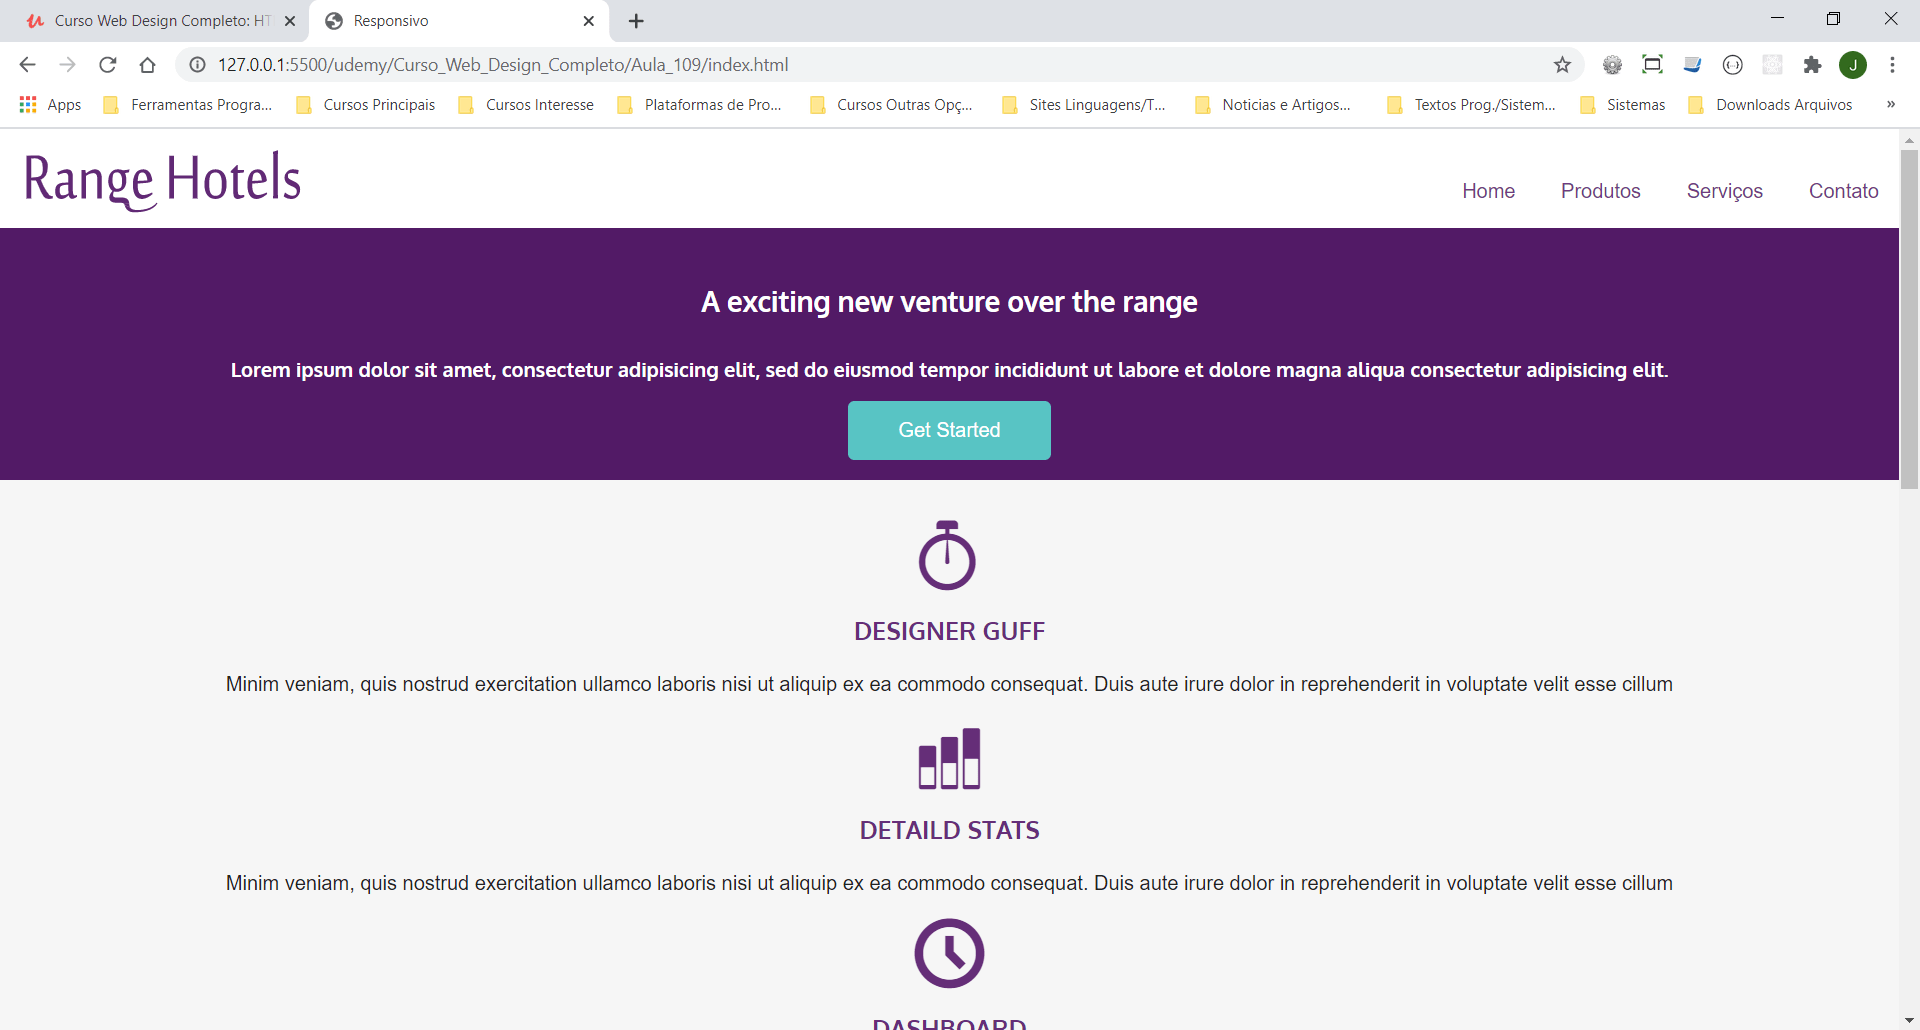 Curso Web Design Completo: HT
Responsivo
127.0.0.1:5500/udemy/Curso_Web_Design_Completo/Aula_109/index.html
J
Apps Ferramentas Progra... Cursos Principais Cursos Interesse Plataformas de Pro... Cursos Outras Opç... Sites Linguagens/T... Noticias e Artigos... Textos Prog./Sistem... Sistemas Downloads Arquivos »
Range Hotels
Home Produtos Serviços Contato
A exciting new venture over the range
Lorem ipsum dolor sit amet, consectetur adipisicing elit, sed do eiusmod tempor incididunt ut labore et dolore magna aliqua consectetur adipisicing elit.
Get Started
DESIGNER GUFF
Minim veniam, quis nostrud exercitation ullamco laboris nisi ut aliquip ex ea commodo consequat. Duis aute irure dolor in reprehenderit in voluptate velit esse cillum
DETAILD STATS
Minim veniam, quis nostrud exercitation ullamco laboris nisi ut aliquip ex ea commodo consequat. Duis aute irure dolor in reprehenderit in voluptate velit esse cillum
DASHBOARD